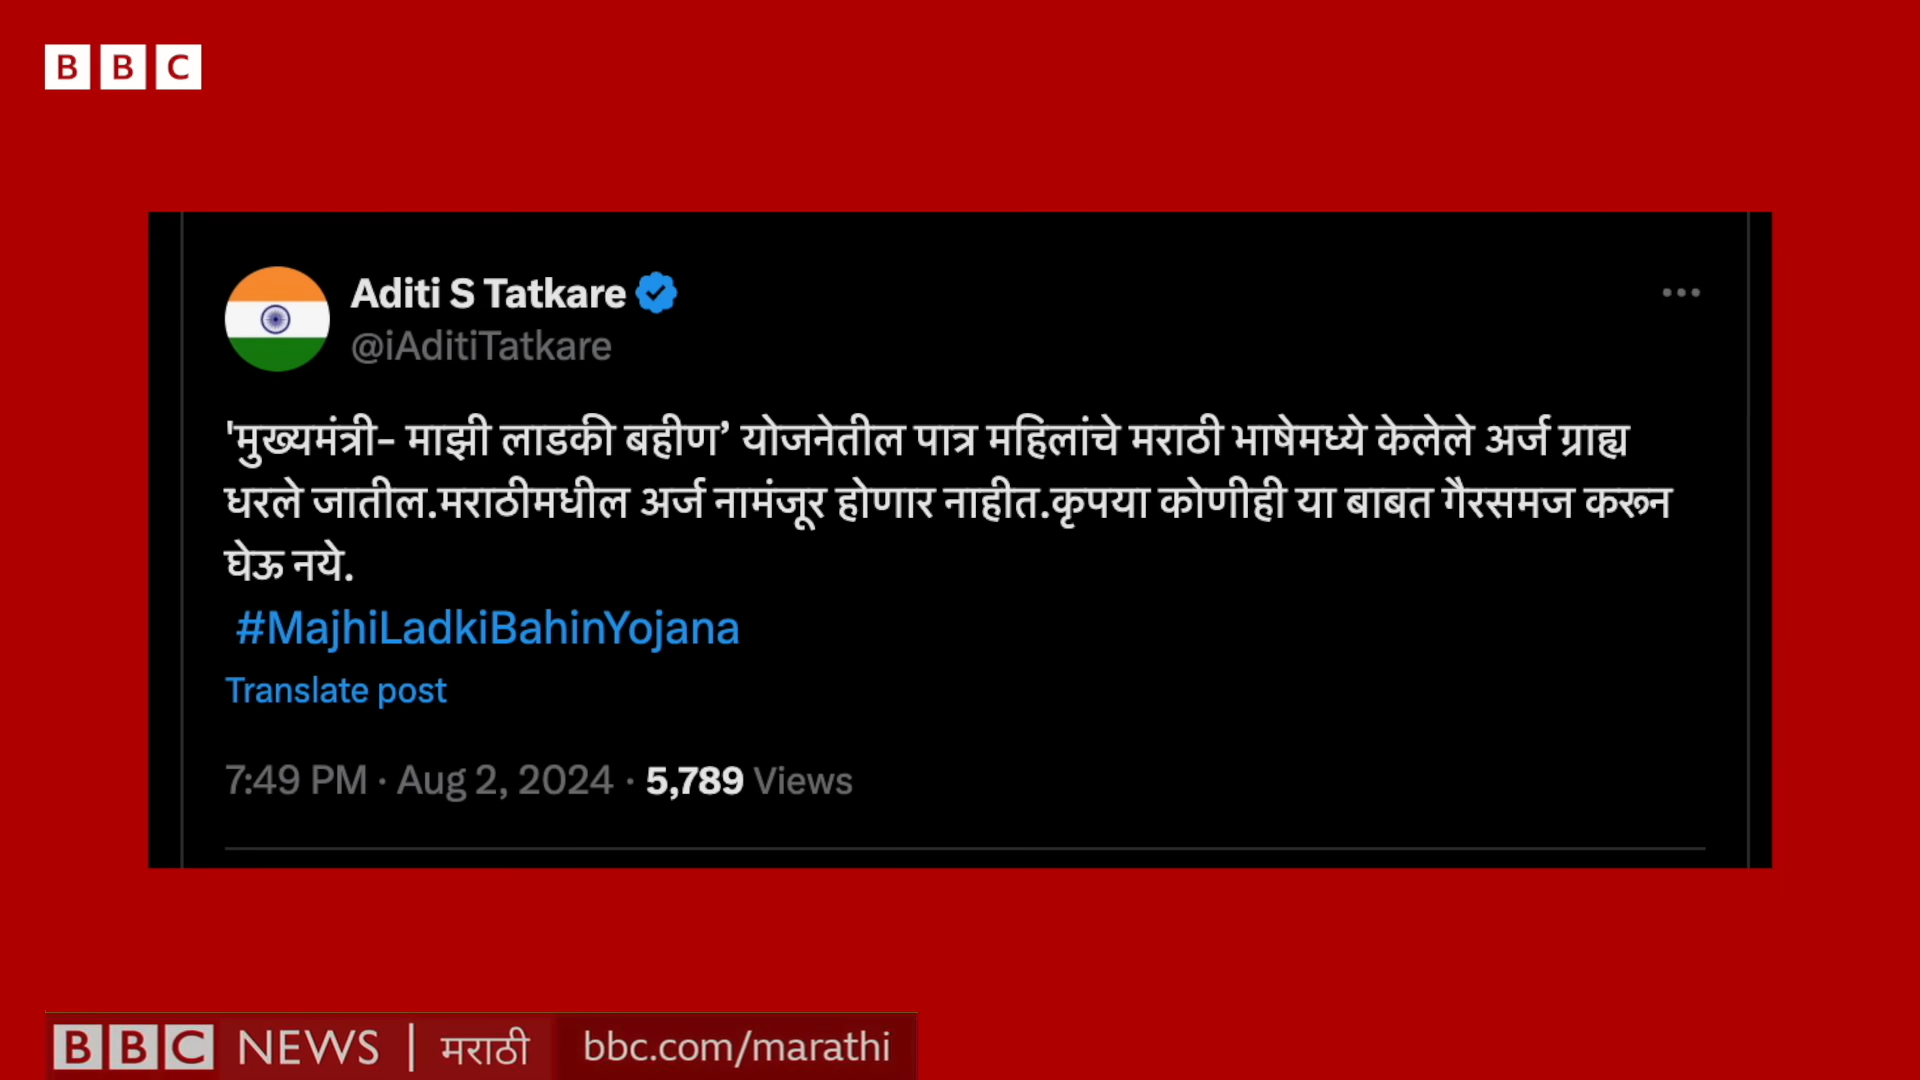 BBC
Aditi S Tatkare
@iAditiTatkare
'मुख्यमंत्री- माझी लाडकी बहीण’ योजनेतील पात्र महिलांचे मराठी भाषेमध्ये केलेले अर्ज ग्राह्य
धरले जातील.मराठीमधील अर्ज नामंजूर होणार नाहीत.कृपया कोणीही या बाबत गैरसमज करून
घेऊ नये.
#MajhiLadkiBahinYojana
Translate post
7:49 PM · Aug 2, 2024 · 5,789 Views
BBC NEWS | मराठी bbc.com/marathi